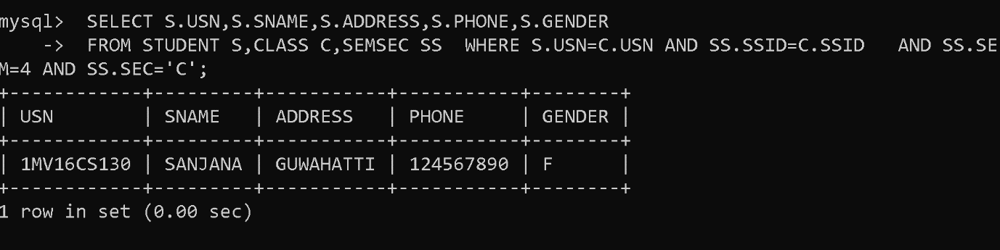 mysql>  SELECT S.USN,S.SNAME,S.ADDRESS,S.PHONE,S.GENDER
    ->  FROM STUDENT S,CLASS C,SEMSEC SS  WHERE S.USN=C.USN AND SS.SSID=C.SSID   AND SS.SE
M=4 AND SS.SEC='C';
+------------+---------+-----------+-----------+--------+
| USN        | SNAME   | ADDRESS   | PHONE     | GENDER |
+------------+---------+-----------+-----------+--------+
| 1MV16CS130 | SANJANA | GUWAHATTI | 124567890 | F      |
+------------+---------+-----------+-----------+--------+
1 row in set (0.00 sec)